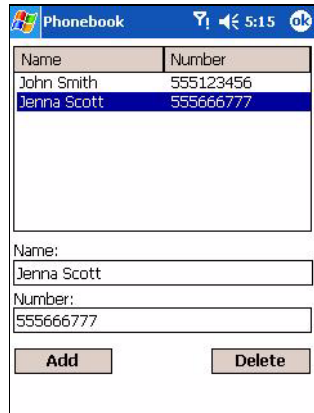 Phonebook 5:15 ok
Name Number
John Smith 555123456
Jenna Scott 555666777
Name:
Jenna Scott
Number:
555666777
Add Delete